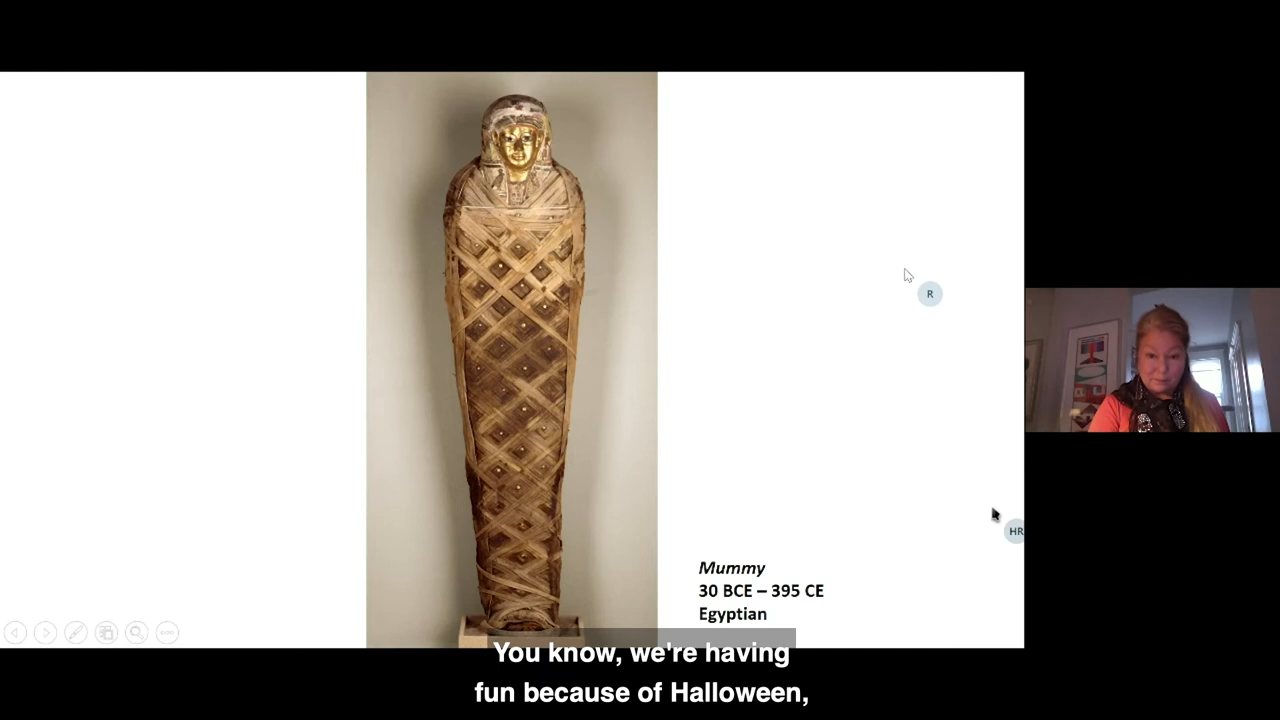 R
HR
Mummy
30 BCE – 395 CE
Egyptian
You know, we're having
fun because of Halloween,